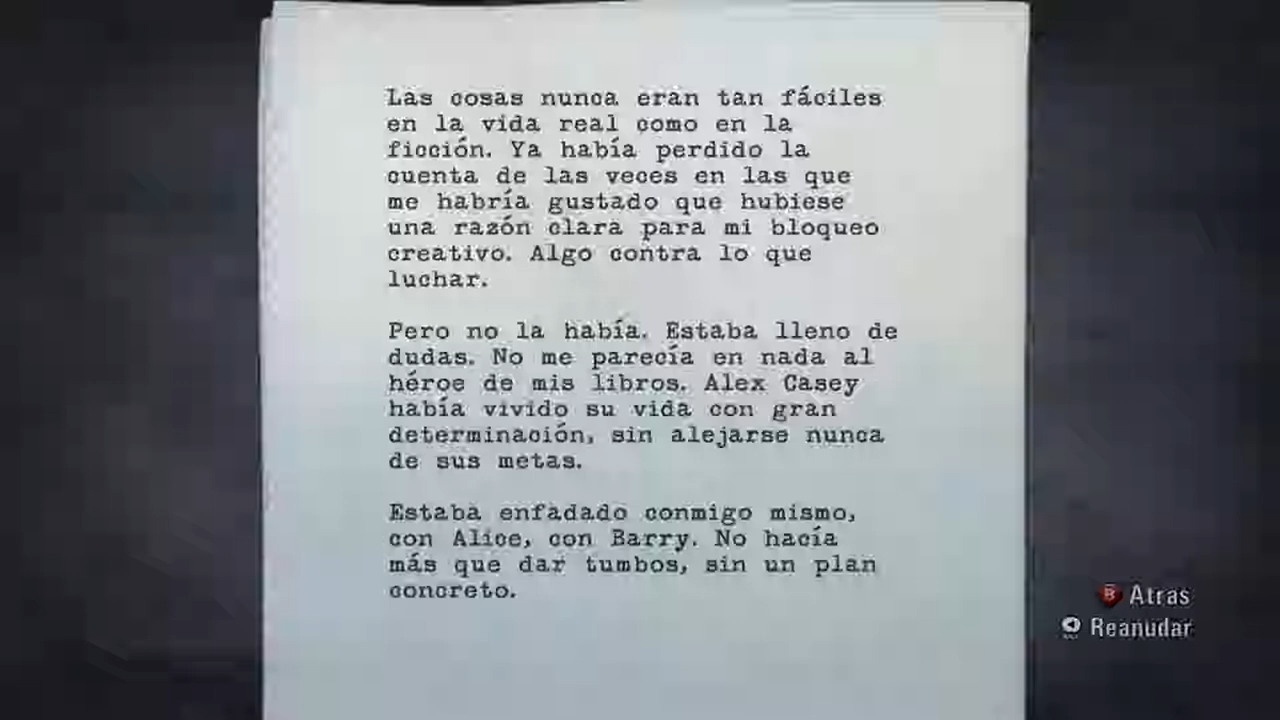 Las cosas nunca eran tan fáciles
en la vida real como en la
ficción. Ya había perdido la
cuenta de las veces en las que
me habría gustado que hubiese
una razón clara para mi bloqueo
creativo. Algo contra lo que
luchar.
Pero no la había. Estaba lleno de
dudas. No me parecía en nada al
héroe de mis libros. Alex Casey
había vivido su vida con gran
determinación, sin alejarse nunca
de sus metas.
Estaba enfadado conmigo mismo,
con Alice, con Barry. No hacía
más que dar tumbos, sin un plan
concreto.
B Atras
Reanudar